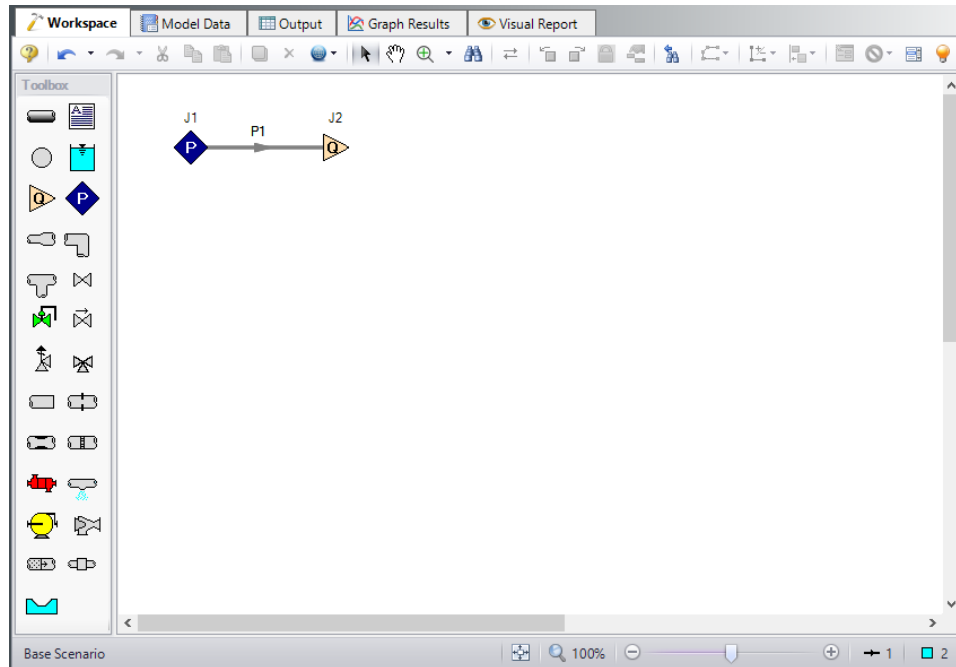 Workspace
Model Data
Output
Graph Results
Visual Report
Toolbox
A
J1
P1
J2
P
Q
Q
P
Base Scenario
100%
1
2